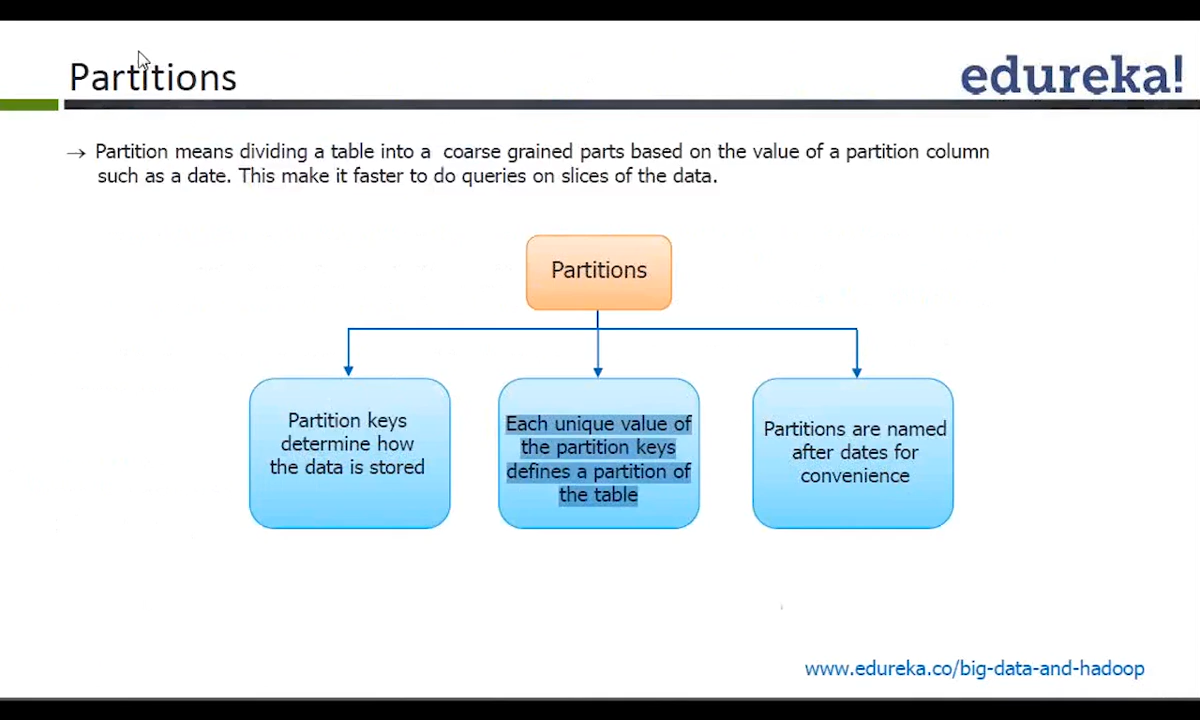 Partitions
edureka!
→ Partition means dividing a table into a coarse grained parts based on the value of a partition column
such as a date. This make it faster to do queries on slices of the data.
Partitions
Partition keys
determine how
the data is stored
Each unique value of
the partition keys
defines a partition of
the table
Partitions are named
after dates for
convenience
www.edureka.co/big-data-and-hadoop